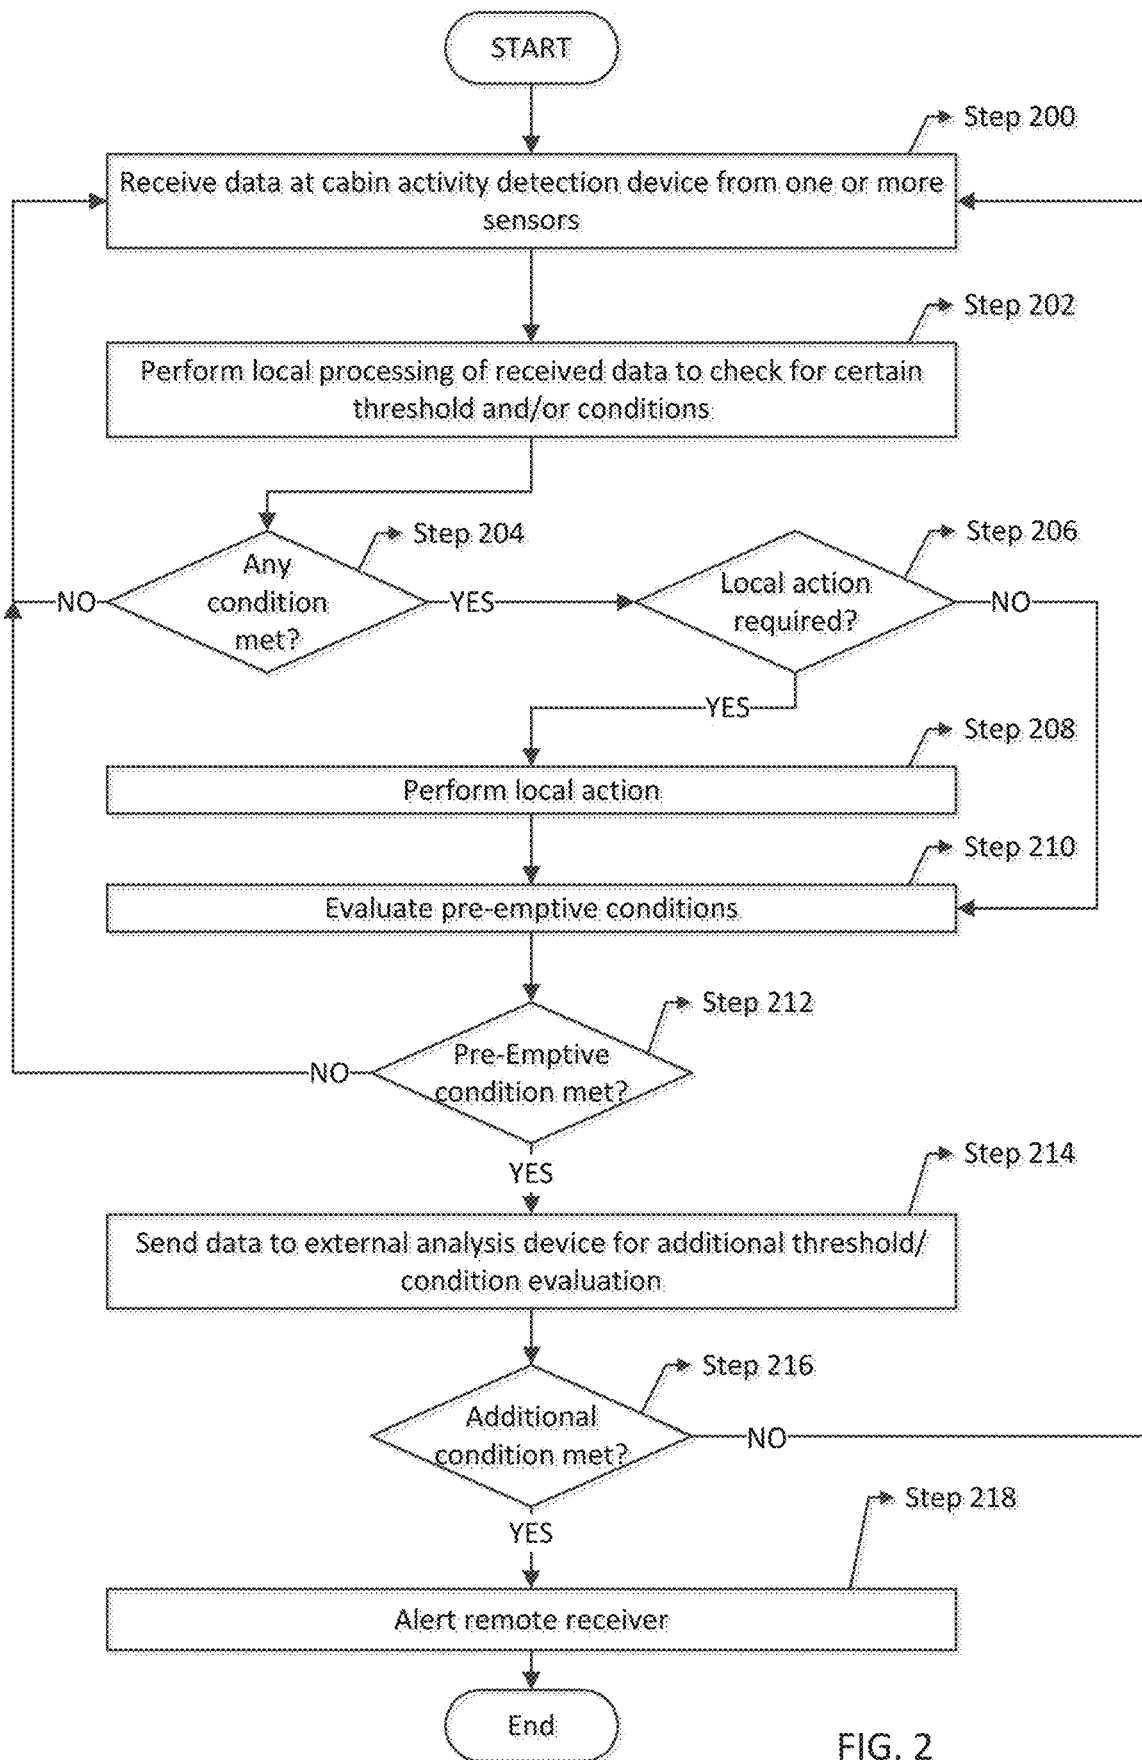 START
Step 200
Receive data at cabin activity detection device from one or more
sensors
Step 202
Perform local processing of received data to check for certain
threshold and/or conditions
Step 204
Any
condition
met?
NO
YES
Step 206
Local action
required?
NO
YES
Step 208
Perform local action
Step 210
Evaluate pre-emptive conditions
Step 212
Pre-Emptive
condition met?
NO
YES
Step 214
Send data to external analysis device for additional threshold/
condition evaluation
Step 216
Additional
condition met?
NO
YES
Step 218
Alert remote receiver
End
FIG. 2